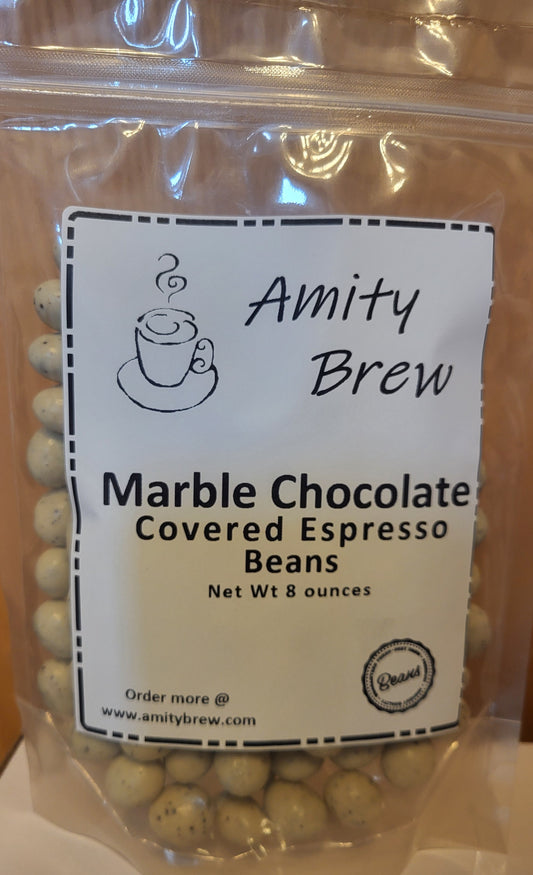 Amity
Brew
Marble Chocolate
Covered Espresso
Beans
Net Wt 8 ounces
Beans
Order more @
www.amitybrew.com